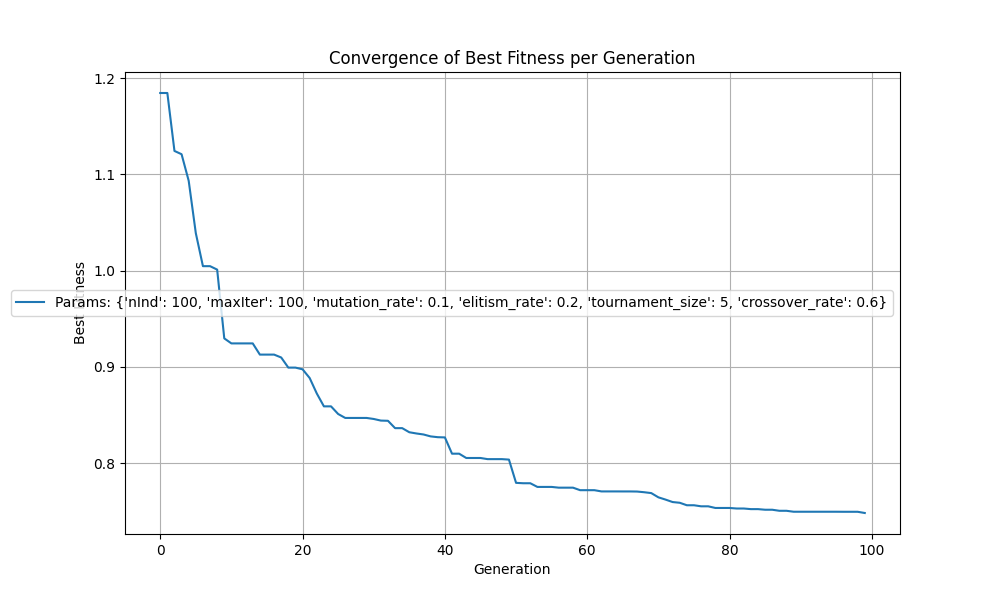 Convergence of Best Fitness per Generation
1.2
1.1
1.0
0.9
0.8
Best
ness
Params: {'nInd': 100, 'maxIter': 100, 'mutation_rate': 0.1, 'elitism_rate': 0.2, 'tournament_size': 5, 'crossover_rate': 0.6}
0 20 40 60 80 100
Generation